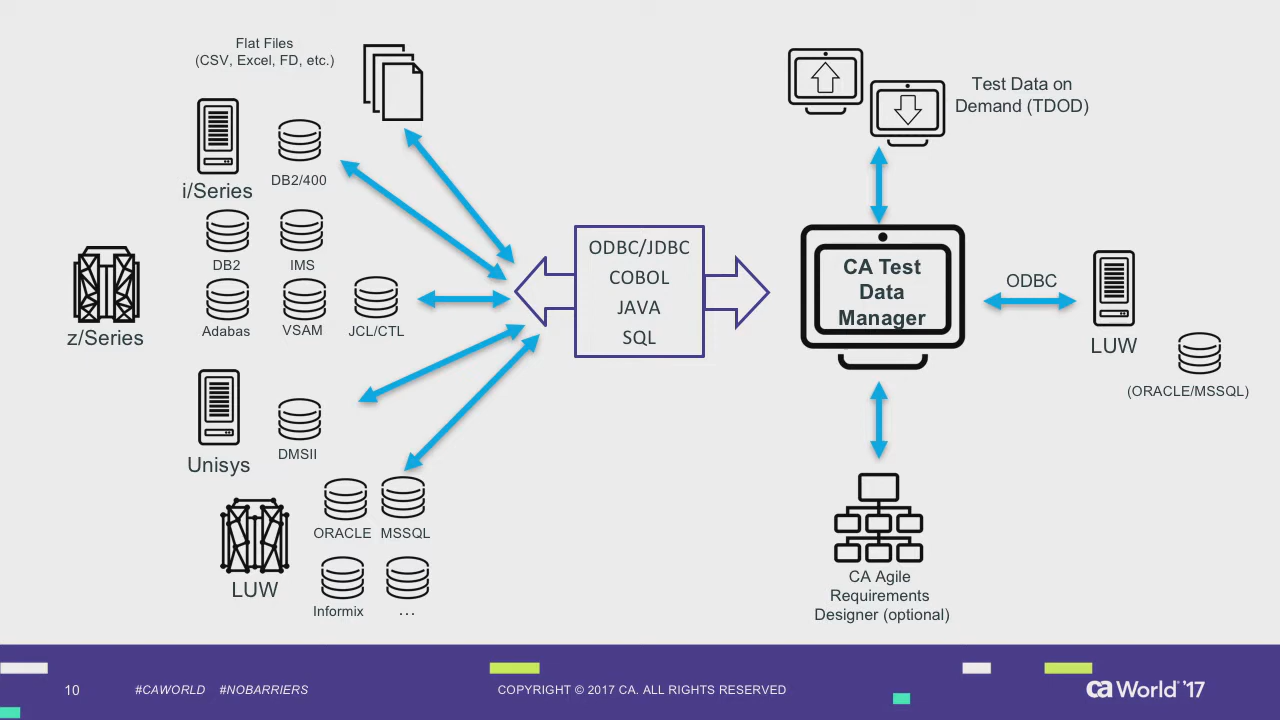 Flat Files
(CSV, Excel, FD, etc.)
i/Series
DB2/400
DB2
IMS
z/Series
Adabas
VSAM
JCL/CTL
Unisys
DMSII
LUW
ORACLE
MSSQL
Informix
...
ODBC/JDBC
COBOL
JAVA
SQL
Test Data on
Demand (TDOD)
CA Test
Data
Manager
ODBC
LUW
(ORACLE/MSSQL)
CA Agile
Requirements
Designer (optional)
10
#CAWORLD #NOBARRIERS
COPYRIGHT © 2017 CA. ALL RIGHTS RESERVED
ca World® '17